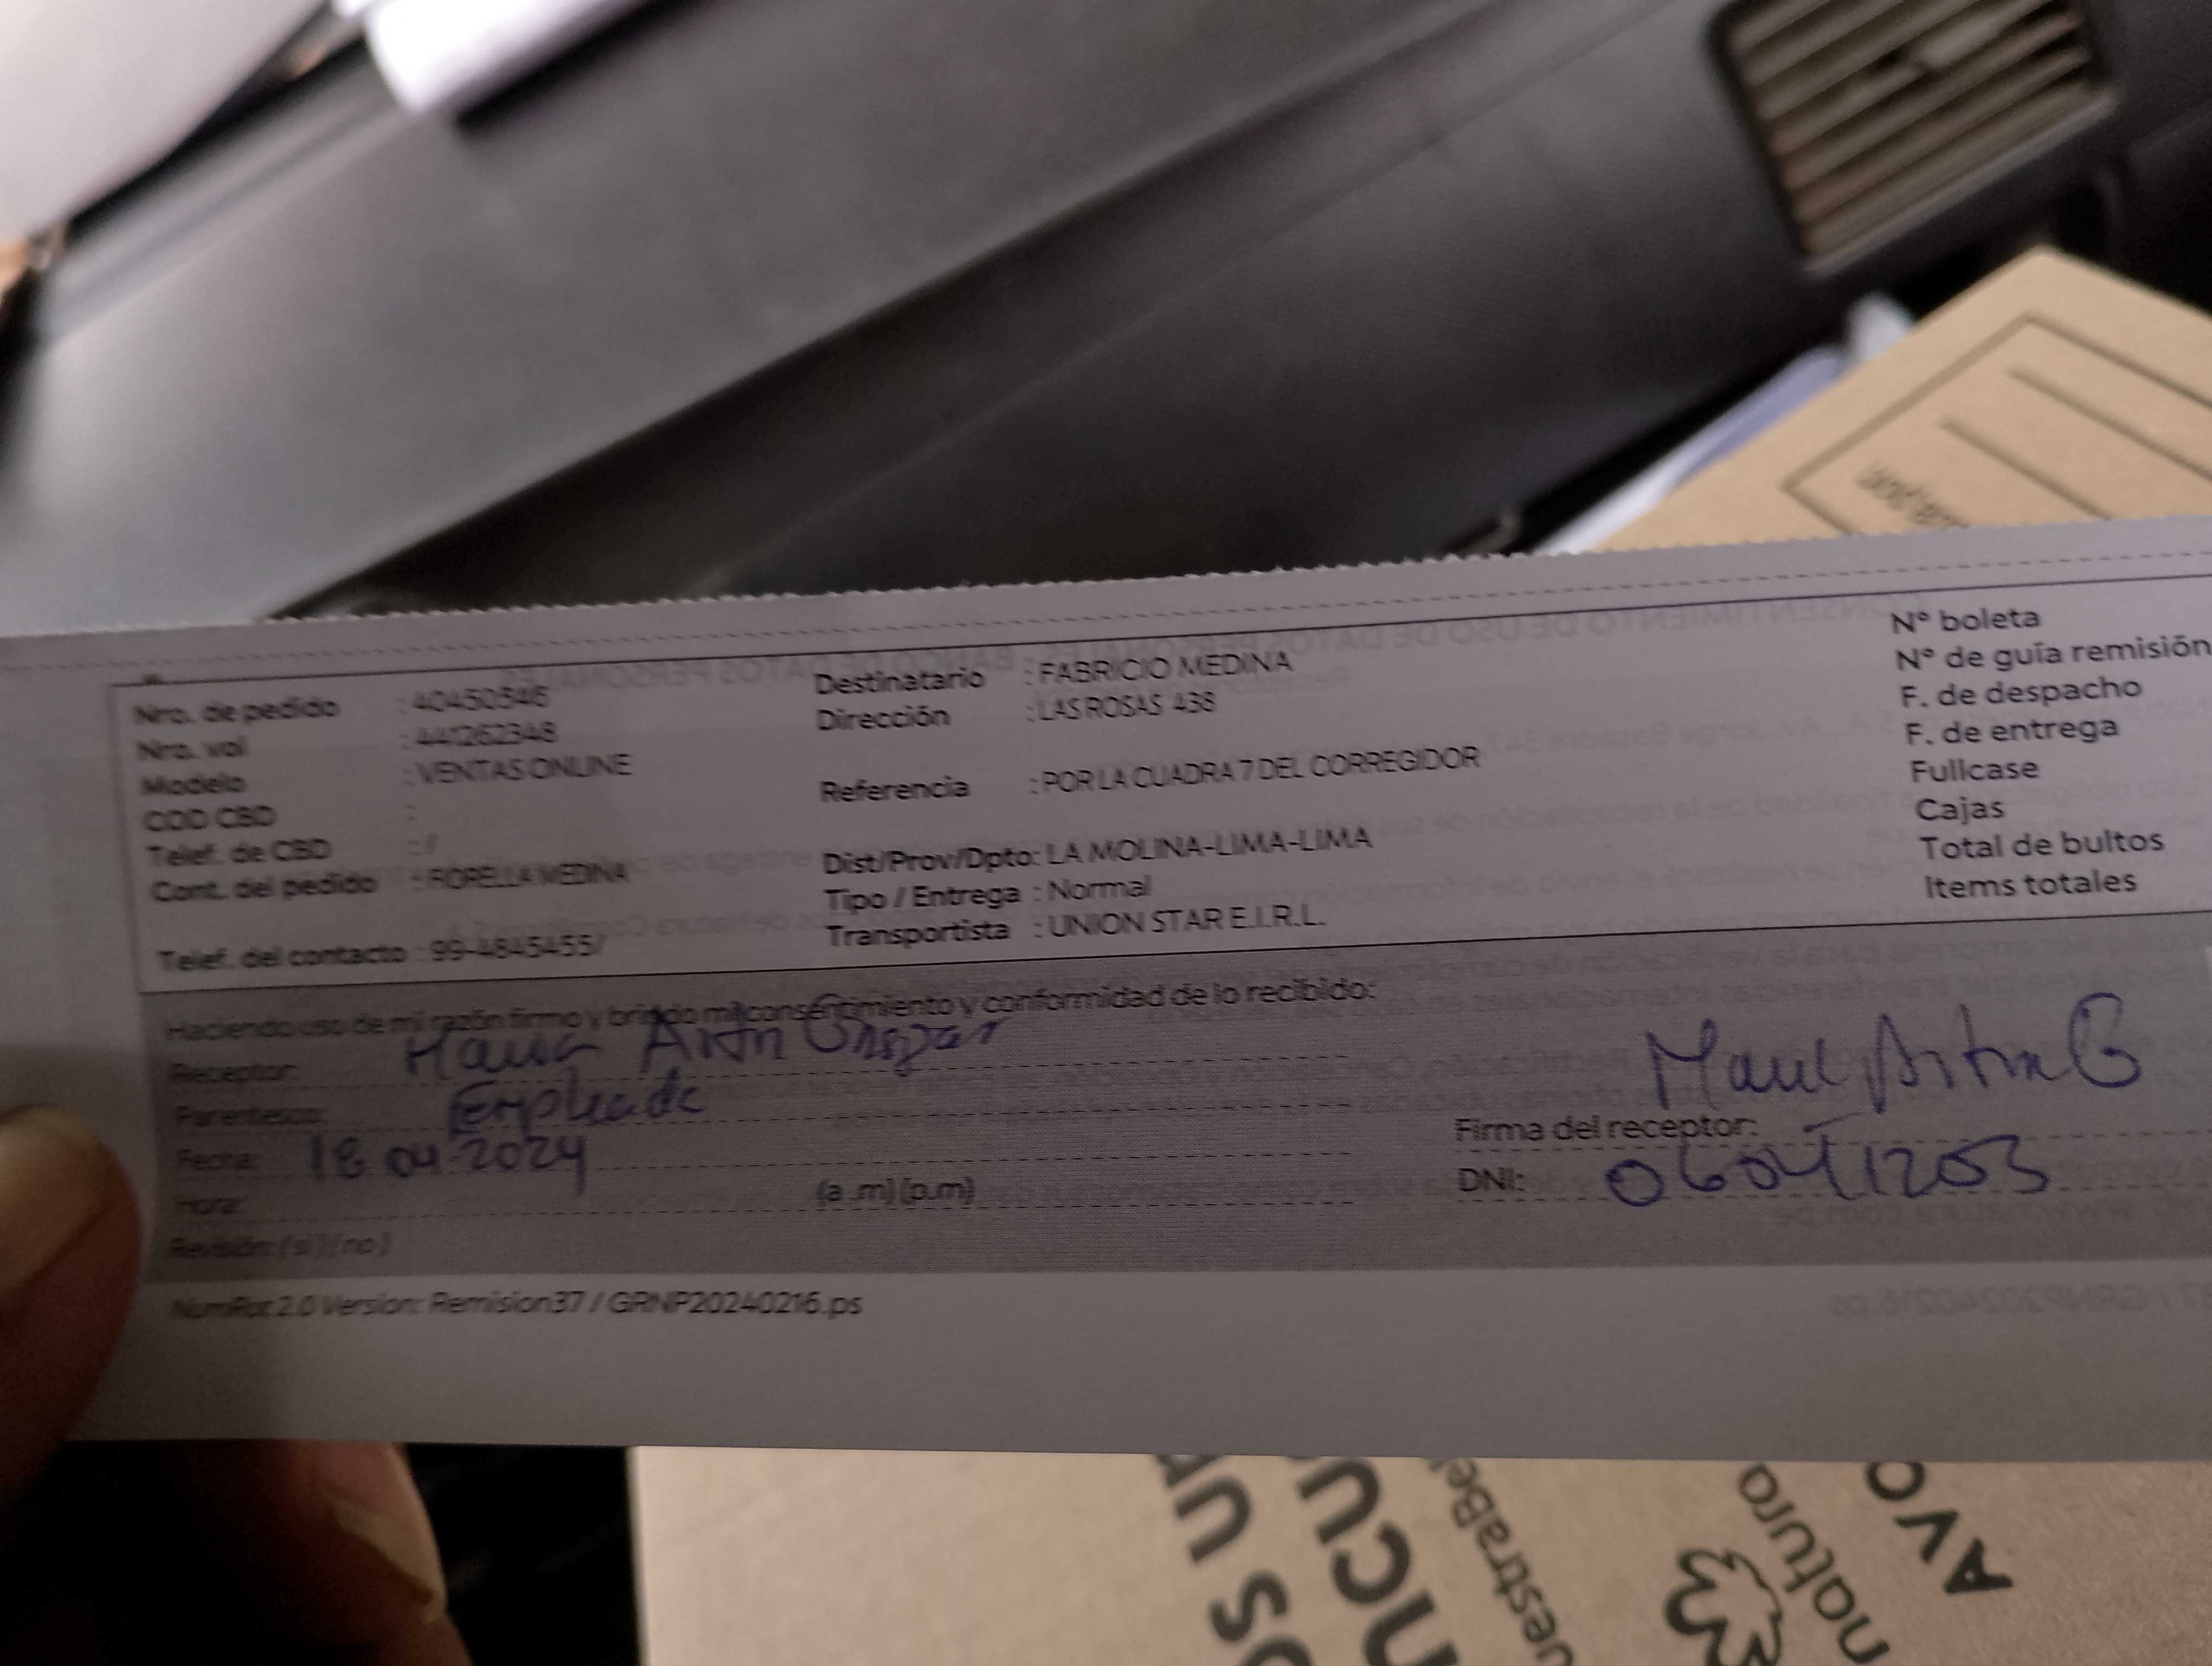 Nro. de pedido : 40450546
Nro. vol : 441262348
Modelo : VENTAS ONLINE
COD CBD :
Telef. de CBD : /
Cont. del pedido : FIORELLA MEDINA
Telef. del contacto : 99-4845455/
Destinatario : FABRICIO MEDINA
Dirección : LAS ROSAS 438
Referencia : POR LA CUADRA 7 DEL CORREGIDOR
Dist/Prov/Dpto: LA MOLINA-LIMA-LIMA
Tipo / Entrega : Normal
Transportista : UNION STAR E.I.R.L.
N° boleta
N° de guía remisión
F. de despacho
F. de entrega
Fullcase
Cajas
Total de bultos
Items totales
Haciendo uso de mi razón firmo y brindo mi consentimiento y conformidad de lo recibido:
Receptor:
Parentesco: Empleada
Fecha: 18.04.2024
Hora: (a.m) (p.m)
Revisión: (si) (no)
Firma del receptor:
DNI:
NumRot 2.0 Version: Remision37 / GRNP20240216.ps
natura
AVO